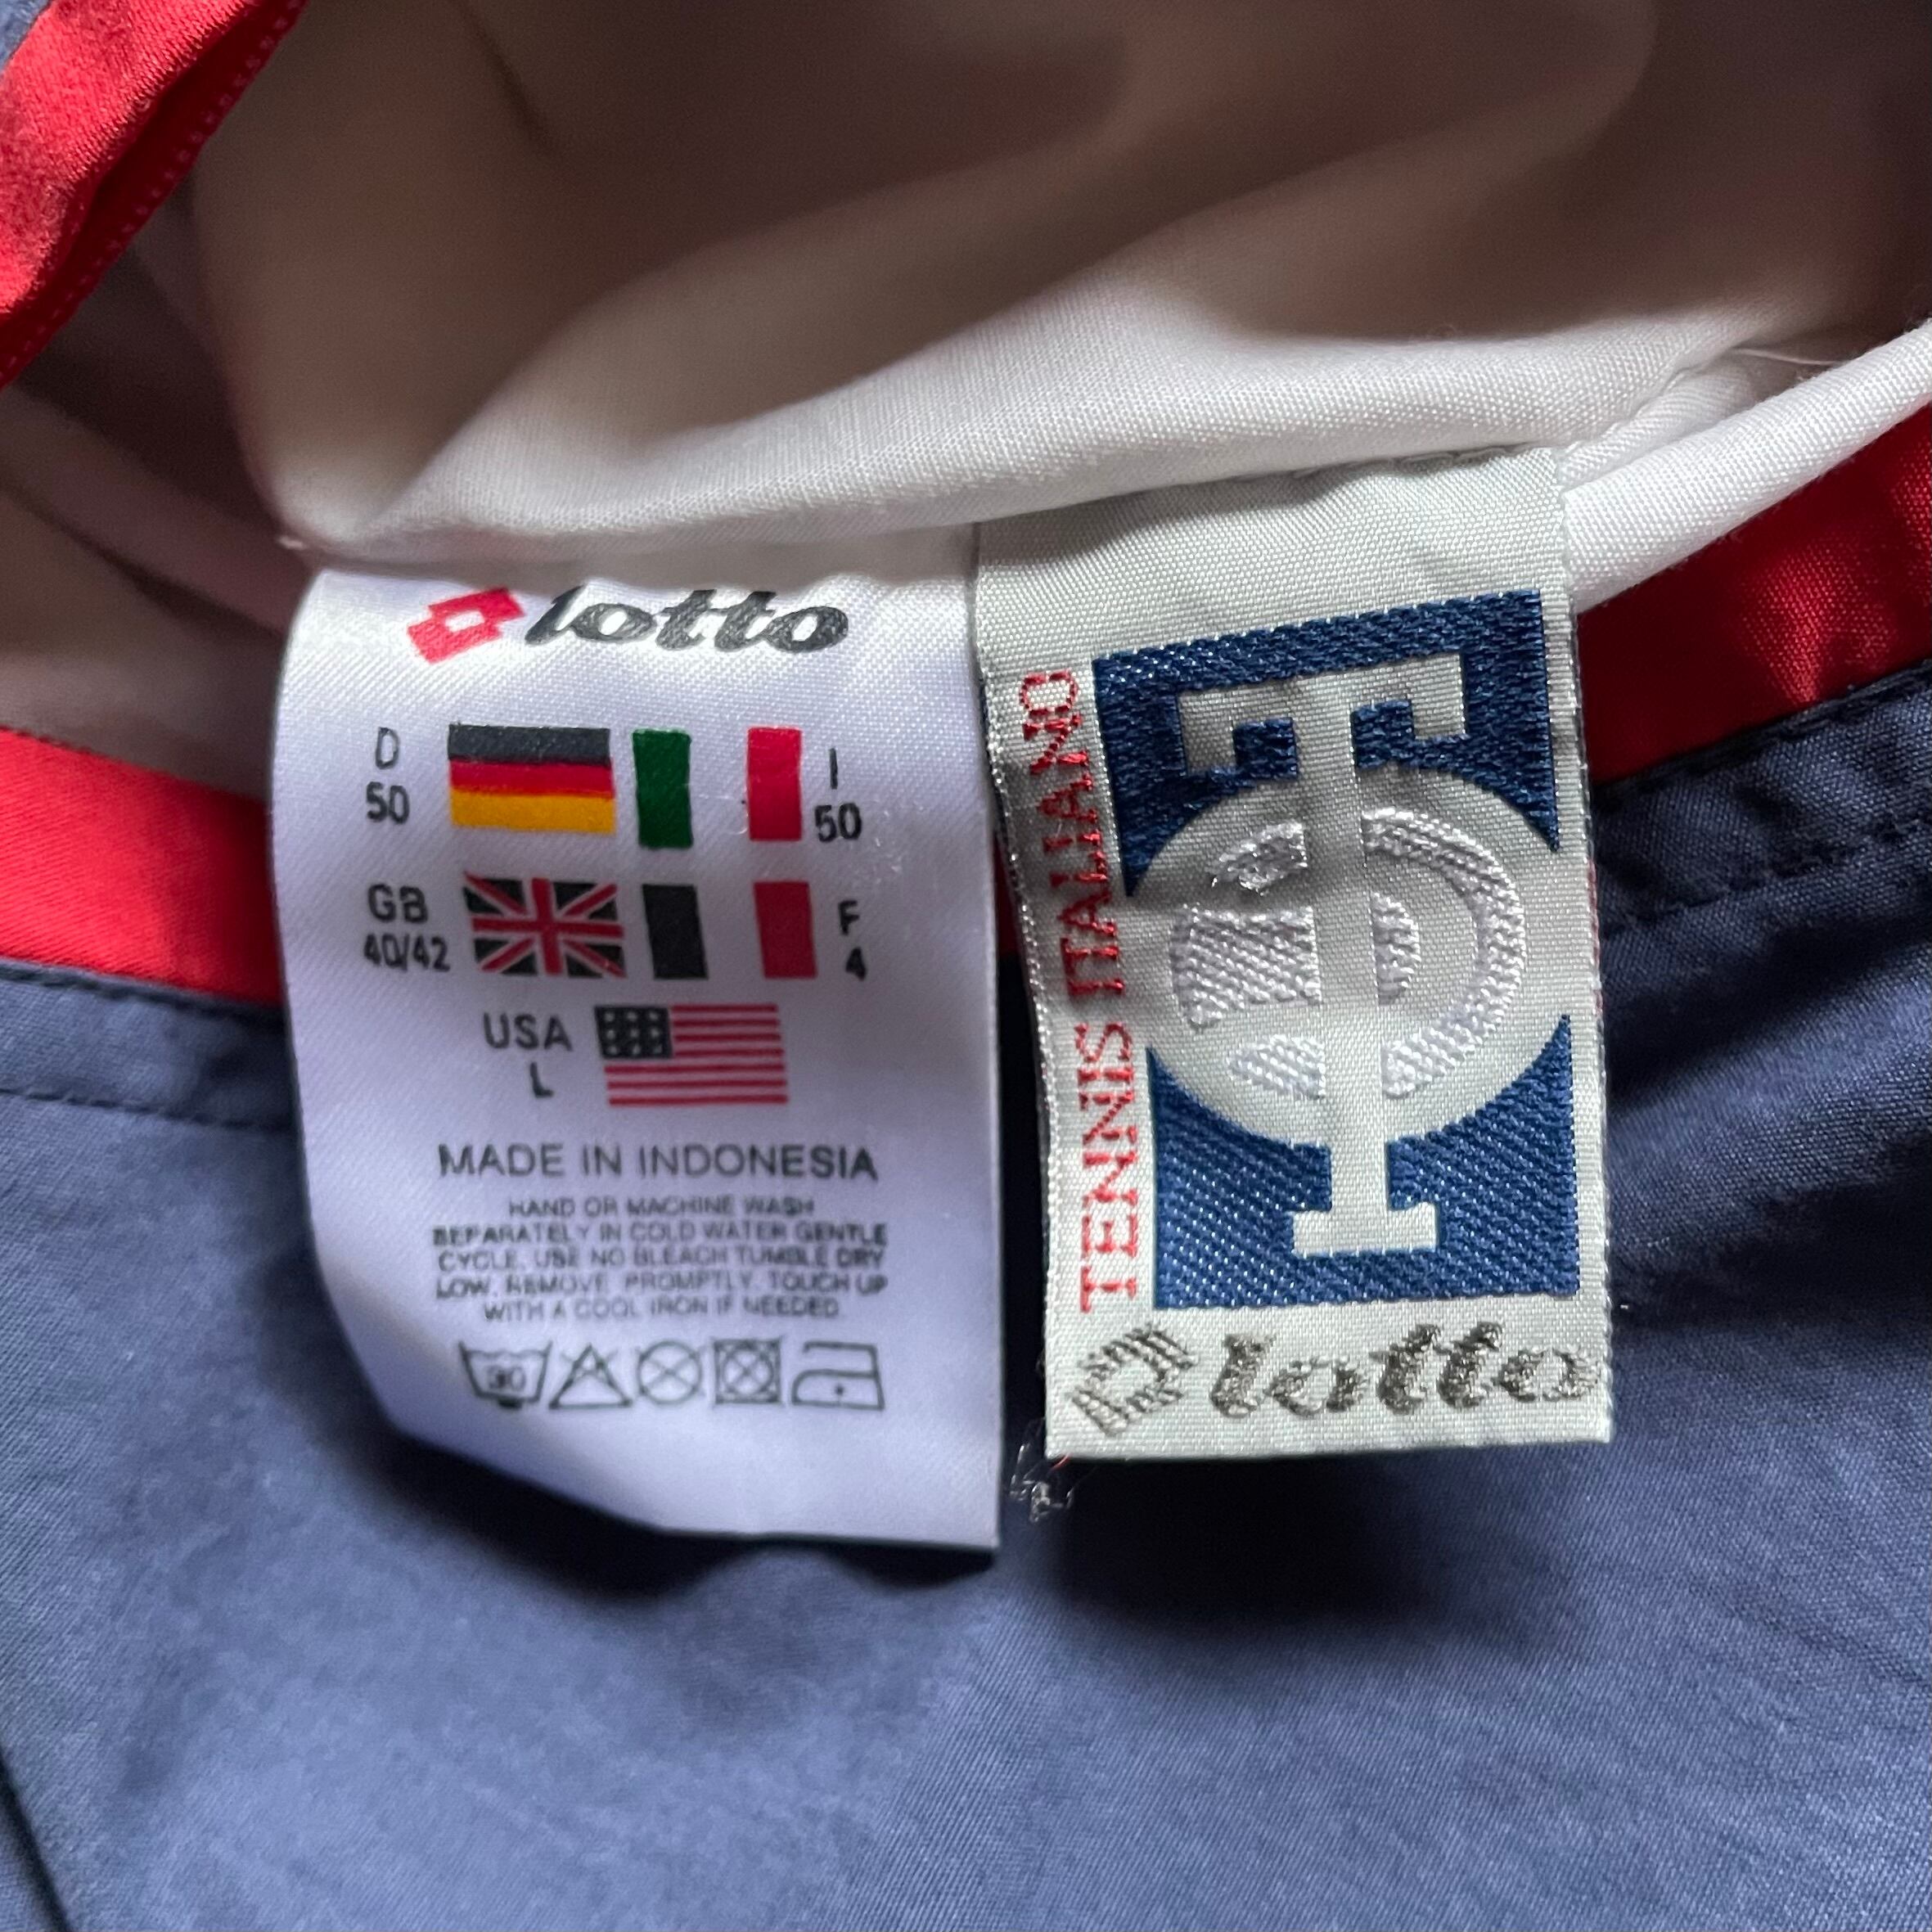 lotto
D
50
I
50
GB
40/42
F
4
USA
L
MADE IN INDONESIA
HAND OR MACHINE WASH
SEPARATELY IN COLD WATER GENTLE
CYCLE. USE NO BLEACH TUMBLE DRY
LOW. REMOVE PROMPTLY. TOUCH UP
WITH A COOL IRON IF NEEDED.
30
TENNIS ITALIANO
TI
lotto